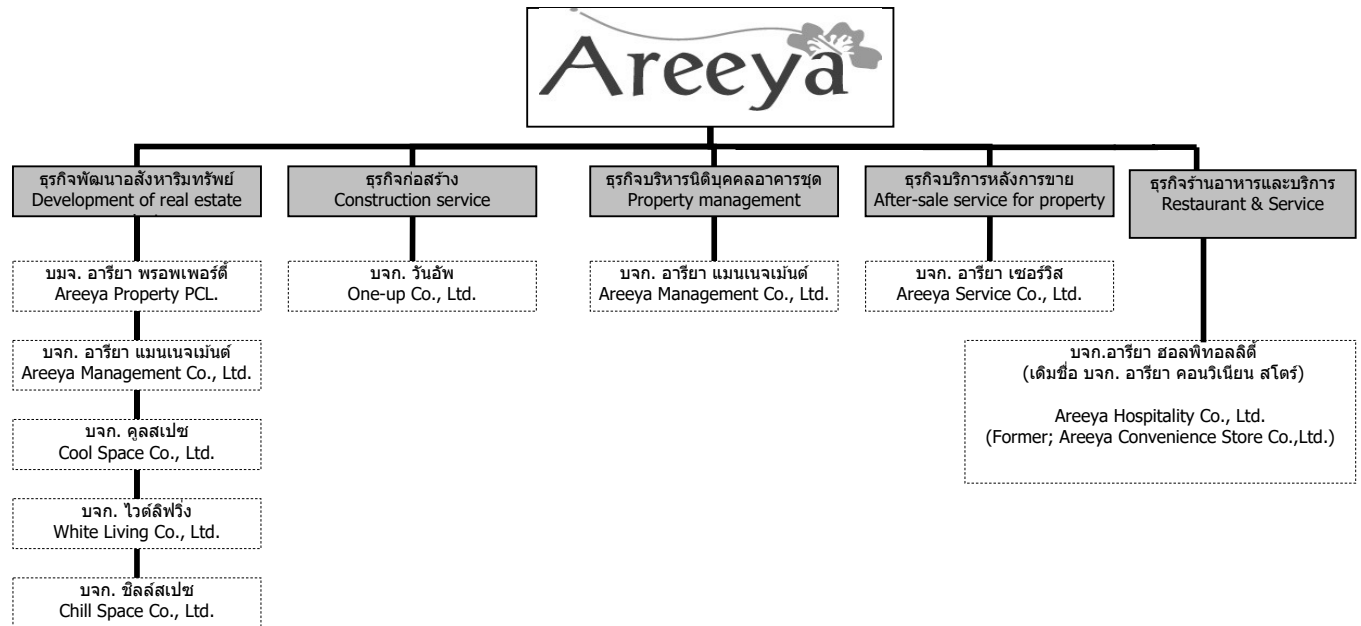 Areeya
ธุรกิจพัฒนาอสังหาริมทรัพย์
Development of real estate
ธุรกิจก่อสร้าง
Construction service
ธุรกิจบริหารนิติบุคคลอาคารชุด
Property management
ธุรกิจบริการหลังการขาย
After-sale service for property
ธุรกิจร้านอาหารและบริการ
Restaurant & Service
บมจ. อารียา พรอพเพอร์ตี้
Areeya Property PCL.
บจก. วันอัพ
One-up Co., Ltd.
บจก. อารียา แมนเนจเม้นต์
Areeya Management Co., Ltd.
บจก. อารียา เซอร์วิส
Areeya Service Co., Ltd.
บจก. อารียา แมนเนจเม้นต์
Areeya Management Co., Ltd.
บจก.อารียา ฮอลพิทอลลิตี้
(เดิมชื่อ บจก. อารียา คอนวิเนียน สโตร์)
Areeya Hospitality Co., Ltd.
(Former; Areeya Convenience Store Co.,Ltd.)
บจก. คูลสเปซ
Cool Space Co., Ltd.
บจก. ไวต์ลิฟวิ่ง
White Living Co., Ltd.
บจก. ชิลล์สเปซ
Chill Space Co., Ltd.